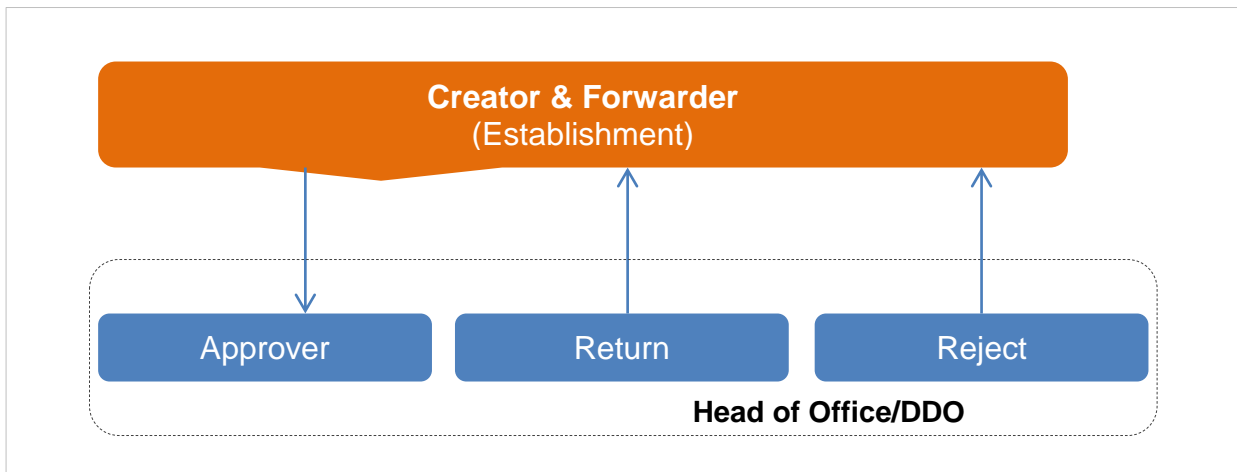 Creator & Forwarder
(Establishment)
Approver
Return
Reject
Head of Office/DDO